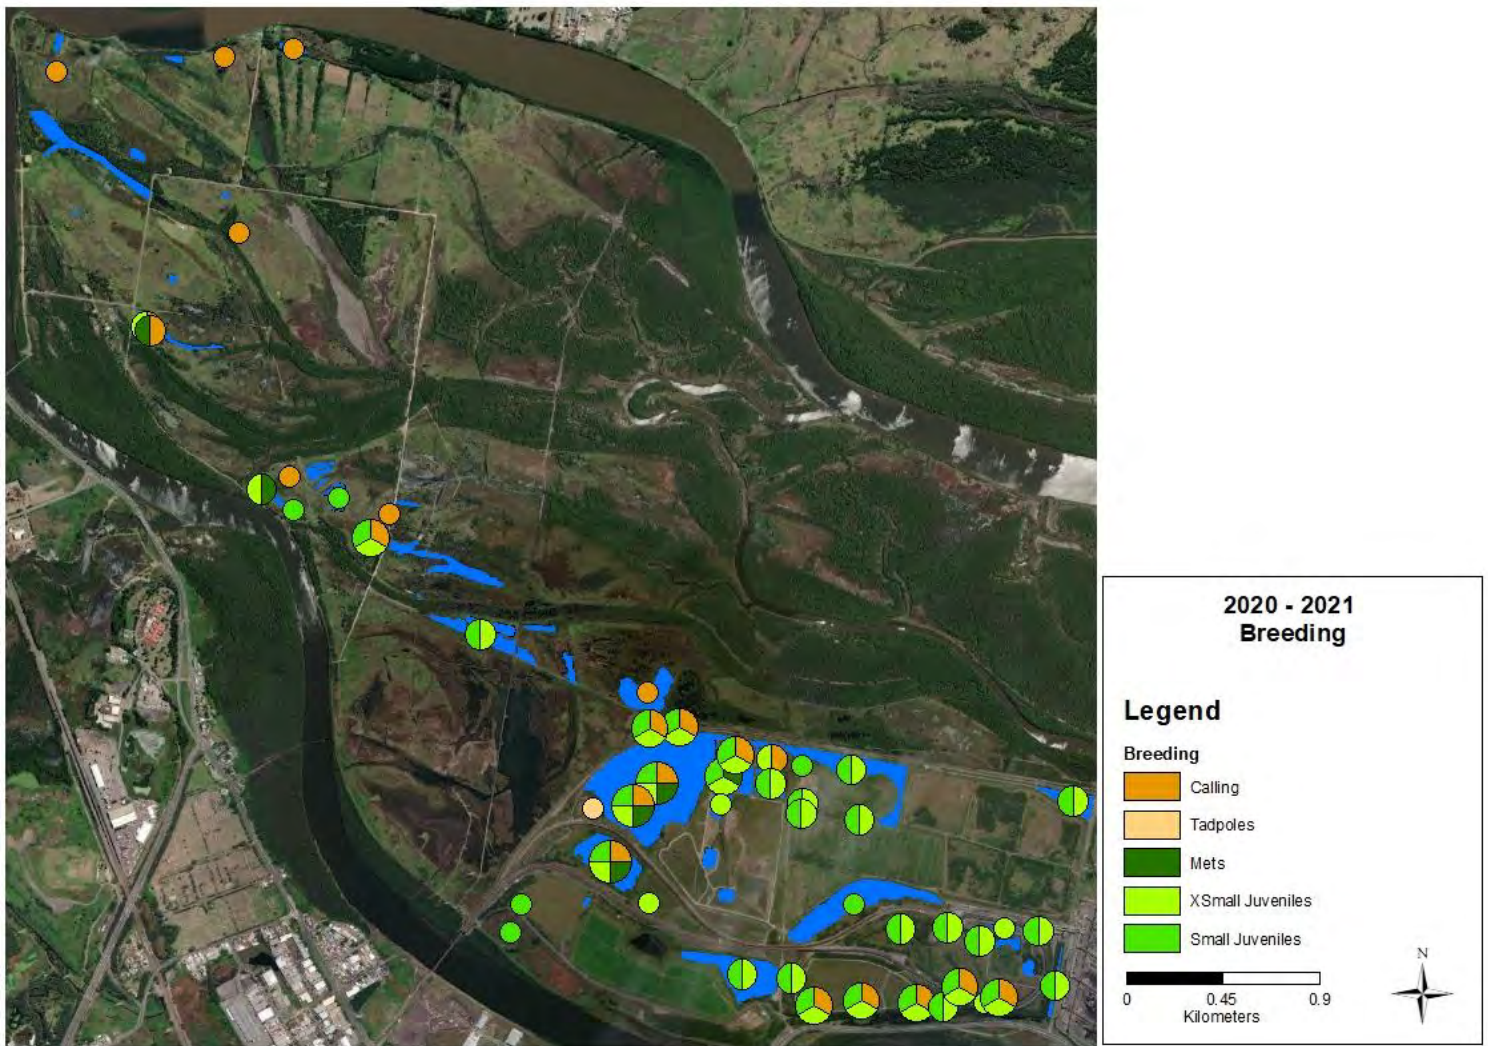 2020 - 2021
Breeding
Legend
Breeding
Calling
Tadpoles
Mets
XSmall Juveniles
Small Juveniles
N
0 0.45 0.9
Kilometers